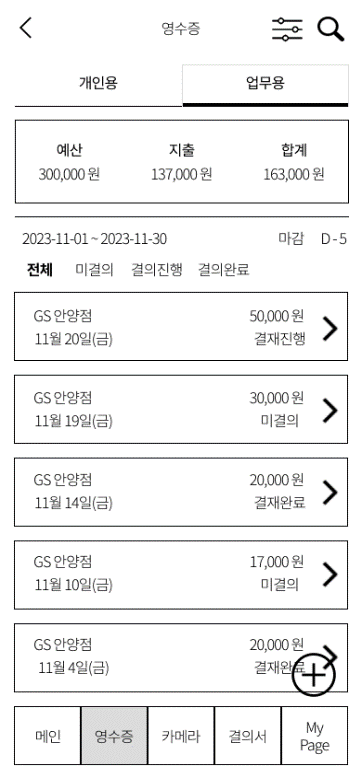 영수증
개인용 업무용
예산 지출 합계
300,000 원 137,000 원 163,000 원
2023-11-01 ~ 2023-11-30 마감 D - 5
전체 미결의 결의진행 결의완료
GS 안양점 50,000 원
11월 20일(금) 결재진행
GS 안양점 30,000 원
11월 19일(금) 미결의
GS 안양점 20,000 원
11월 14일(금) 결재완료
GS 안양점 17,000 원
11월 10일(금) 미결의
GS 안양점 20,000 원
11월 4일(금) 결재완료
메인 영수증 카메라 결의서 My
Page